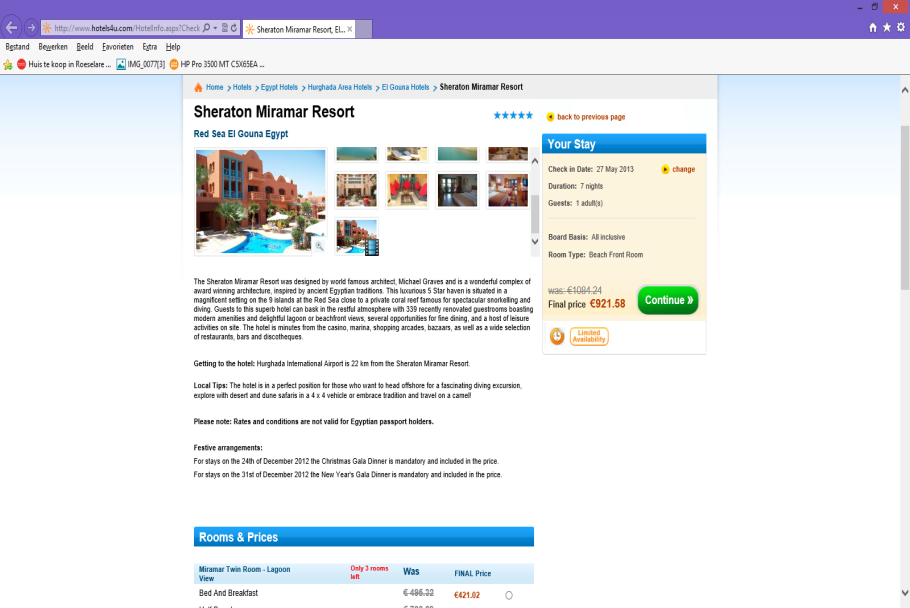 http://www.hotels4u.com/HotelInfo.aspx?Check
Sheraton Miramar Resort, El... ×
Bestand Bewerken Beeld Favorieten Extra Help
Huis te koop in Roeselare ... IMG_0077[3] HP Pro 3500 MT C5X65EA ...
Home > Hotels > Egypt Hotels > Hurghada Area Hotels > El Gouna Hotels > Sheraton Miramar Resort
Sheraton Miramar Resort
back to previous page
Red Sea El Gouna Egypt
Your Stay
Check in Date: 27 May 2013
change
Duration: 7 nights
Guests: 1 adult(s)
Board Basis: All inclusive
Room Type: Beach Front Room
was: €1084.24
Final price €921.58
Continue »
Limited
Availability
The Sheraton Miramar Resort was designed by world famous architect, Michael Graves and is a wonderful complex of
award winning architecture, inspired by ancient Egyptian traditions. This luxurious 5 Star haven is situated in a
magnificent setting on the 9 islands at the Red Sea close to a private coral reef famous for spectacular snorkelling and
diving. Guests to this superb hotel can bask in the restful atmosphere with 339 recently renovated guestrooms boasting
modern amenities and delightful lagoon or beachfront views, several opportunities for fine dining, and a host of leisure
activities on site. The hotel is minutes from the casino, marina, shopping arcades, bazaars, as well as a wide selection
of restaurants, bars and discotheques.
Getting to the hotel: Hurghada International Airport is 22 km from the Sheraton Miramar Resort.
Local Tips: The hotel is in a perfect position for those who want to head offshore for a fascinating diving excursion,
explore with desert and dune safaris in a 4 x 4 vehicle or embrace tradition and travel on a camel!
Please note: Rates and conditions are not valid for Egyptian passport holders.
Festive arrangements:
For stays on the 24th of December 2012 the Christmas Gala Dinner is mandatory and included in the price.
For stays on the 31st of December 2012 the New Year's Gala Dinner is mandatory and included in the price.
Rooms & Prices
Miramar Twin Room - Lagoon
View
Only 3 rooms
left
Was
FINAL Price
Bed And Breakfast € 495.32 €421.02